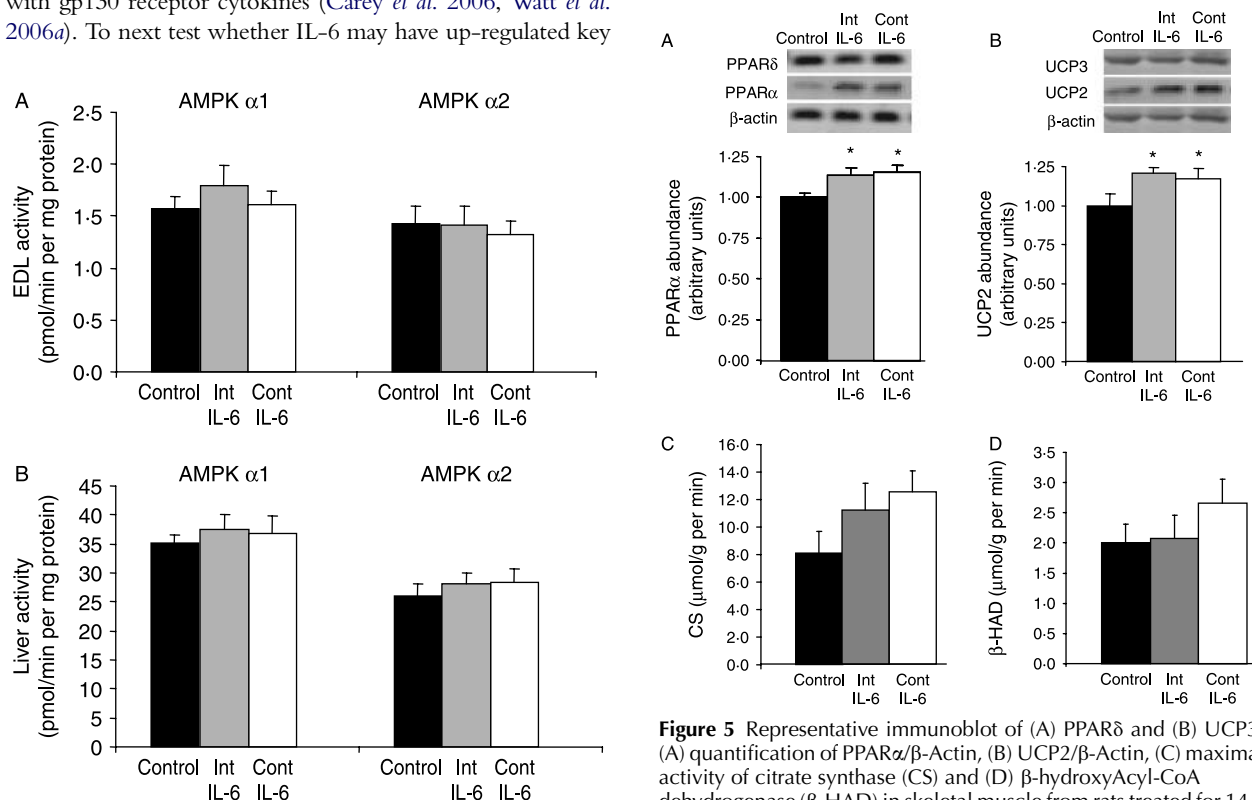 with gp130 receptor cytokines (Carey et al. 2006, Watt et al.
2006a). To next test whether IL-6 may have up-regulated key
A
AMPK α1 AMPK α2
EDL activity
(pmol/min per mg protein)
2·5
2·0
1·5
1·0
0·5
0·0
Control Int Cont Control Int Cont
IL-6 IL-6 IL-6 IL-6
B
AMPK α1 AMPK α2
Liver activity
(pmol/min per mg protein)
45
40
35
30
25
20
15
10
5
0
Control Int Cont Control Int Cont
IL-6 IL-6 IL-6 IL-6
A
Int Cont
Control IL-6 IL-6
PPARδ
PPARα
β-actin
PPARα abundance
(arbitrary units)
1·25
1·00
0·75
0·50
0·25
0·00
* *
Control Int Cont
IL-6 IL-6
B
Int Cont
Control IL-6 IL-6
UCP3
UCP2
β-actin
UCP2 abundance
(arbitrary units)
1·25
1·00
0·75
0·50
0·25
0·00
* *
Control Int Cont
IL-6 IL-6
C
CS (μmol/g per min)
16·0
14·0
12·0
10·0
8·0
6·0
4·0
2·0
0·0
Control Int Cont
IL-6 IL-6
D
β-HAD (μmol/g per min)
3·5
3·0
2·5
2·0
1·5
1·0
0·5
0·0
Control Int Cont
IL-6 IL-6
Figure 5 Representative immunoblot of (A) PPARδ and (B) UCP3
(A) quantification of PPARα/β-Actin, (B) UCP2/β-Actin, (C) maxima
activity of citrate synthase (CS) and (D) β-hydroxyAcyl-CoA
dehydrogenase (β-HAD) in skeletal muscle from rats treated for 14